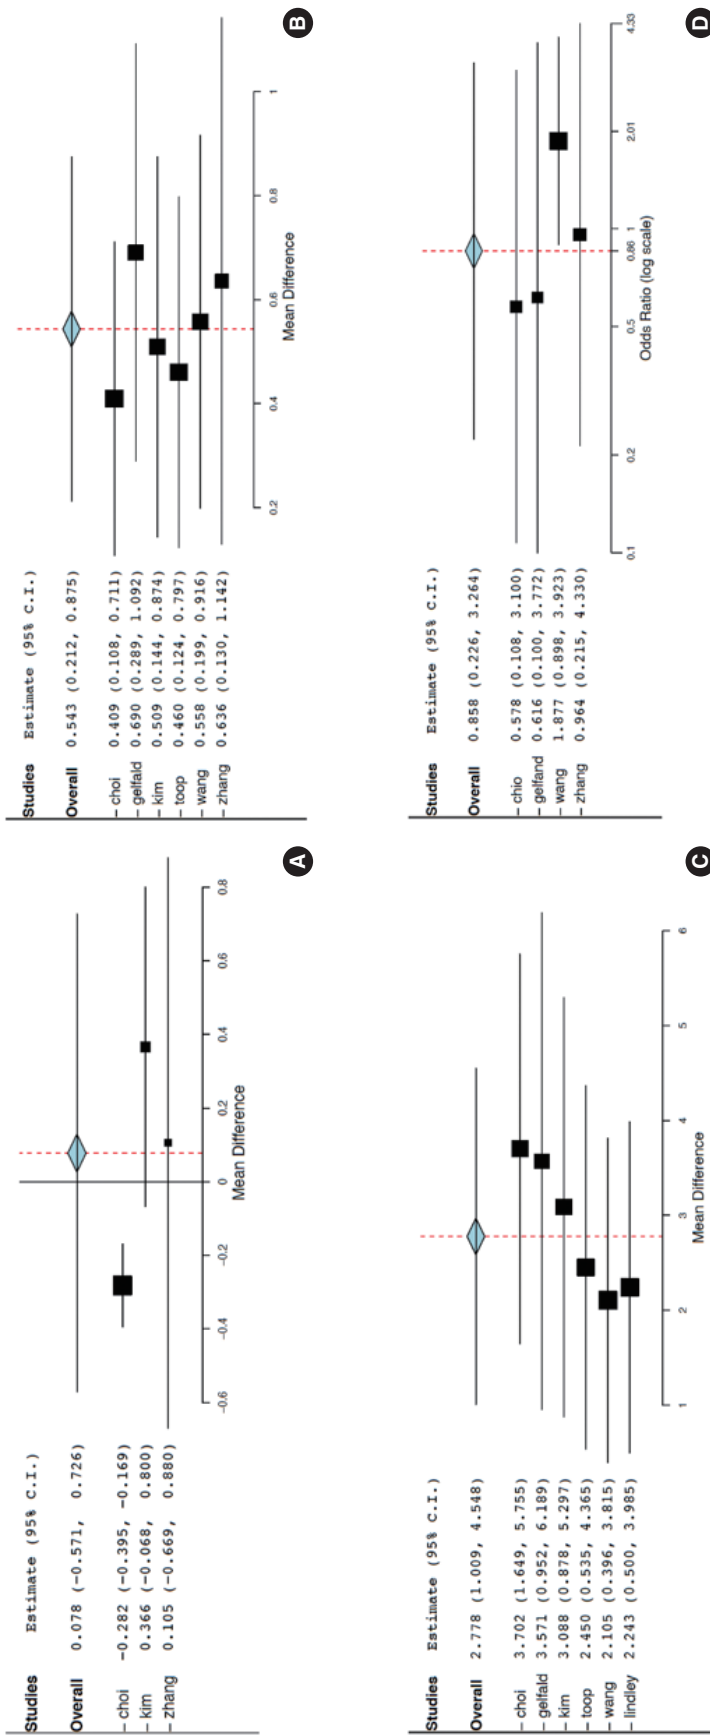 Studies Estimate (95% C.I.)
Overall 0.078 (-0.571, 0.726)
choi -0.282 (-0.395, -0.169)
kim 0.366 (-0.068, 0.800)
zhang 0.105 (-0.669, 0.880)
-0.6 -0.4 -0.2 0 0.2 0.4 0.6 0.8
Mean Difference
A
Studies Estimate (95% C.I.)
Overall 0.543 (0.212, 0.875)
choi 0.409 (0.108, 0.711)
gelfald 0.690 (0.289, 1.092)
kim 0.509 (0.144, 0.874)
toop 0.460 (0.124, 0.797)
wang 0.558 (0.199, 0.916)
zhang 0.636 (0.130, 1.142)
0.2 0.4 0.6 0.8 1
Mean Difference
B
Studies Estimate (95% C.I.)
Overall 2.778 (1.009, 4.548)
choi 3.702 (1.649, 5.755)
gelfald 3.571 (0.952, 6.189)
kim 3.088 (0.878, 5.297)
toop 2.450 (0.535, 4.365)
wang 2.105 (0.396, 3.815)
lindley 2.243 (0.500, 3.985)
1 2 3 4 5 6
Mean Difference
C
Studies Estimate (95% C.I.)
Overall 0.858 (0.226, 3.264)
chio 0.578 (0.108, 3.100)
gelfand 0.616 (0.100, 3.772)
wang 1.877 (0.898, 3.923)
zhang 0.964 (0.215, 4.330)
0.1 0.2 0.5 0.86 1 2.01 4.33
Odds Ratio (log scale)
D